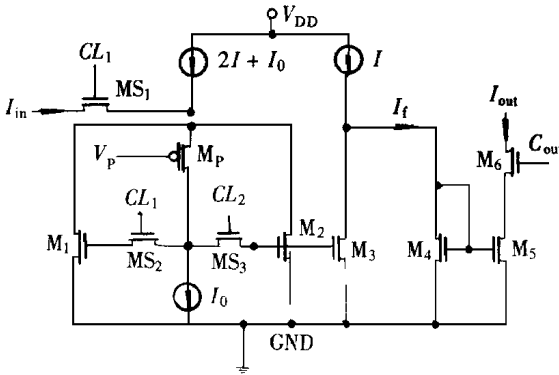 V_DD
CL_1
2I + I_0
I
MS_1
I_in
I_f
I_out
C_out
V_P
M_P
M_6
CL_1
CL_2
M_1
MS_2
MS_3
M_2
M_3
M_4
M_5
I_0
GND